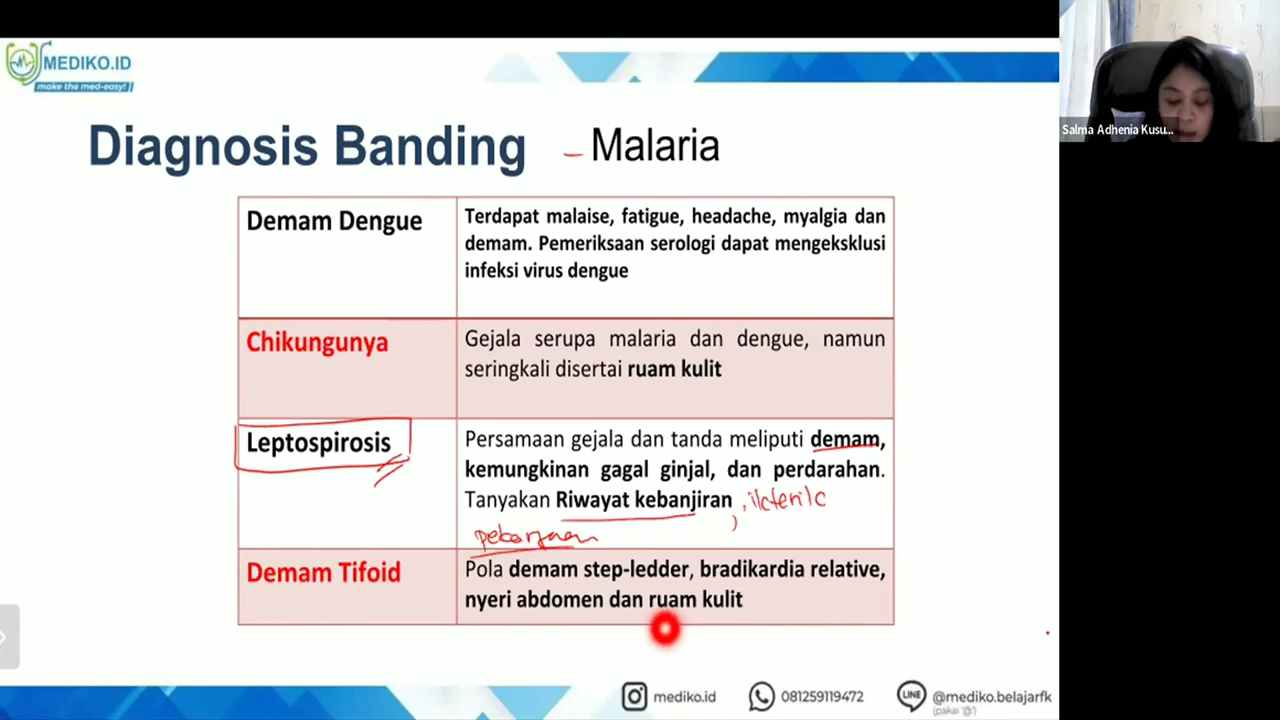 MEDIKO.ID
make the med-easy!
Salma Adhenia Kusu...
Diagnosis Banding
- Malaria
Demam Dengue
Terdapat malaise, fatigue, headache, myalgia dan
demam. Pemeriksaan serologi dapat mengeksklusi
infeksi virus dengue
Chikungunya
Gejala serupa malaria dan dengue, namun
seringkali disertai ruam kulit
Leptospirosis
Persamaan gejala dan tanda meliputi demam,
kemungkinan gagal ginjal, dan perdarahan.
Tanyakan Riwayat kebanjiran , ikterik
pekerjaan
Demam Tifoid
Pola demam step-ledder, bradikardia relative,
nyeri abdomen dan ruam kulit
mediko.id
081259119472
LINE
@mediko.belajarfk
(pakai '@')